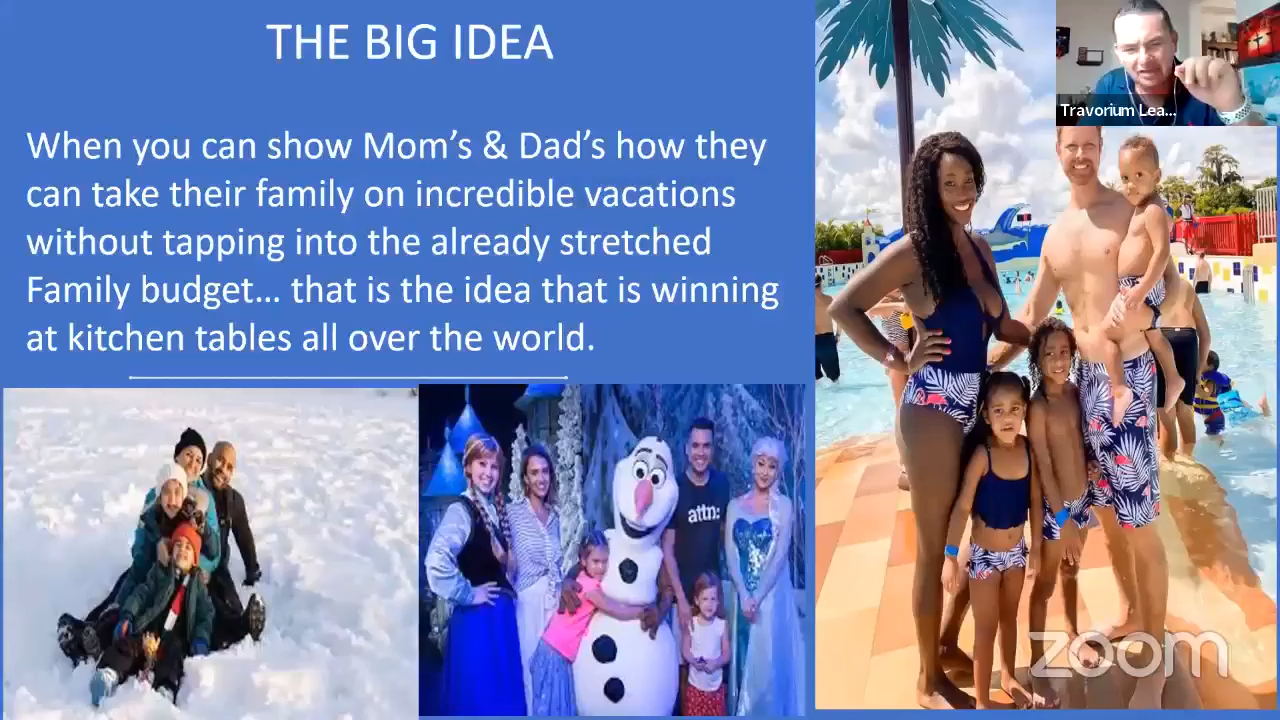 THE BIG IDEA
When you can show Mom’s & Dad’s how they
can take their family on incredible vacations
without tapping into the already stretched
Family budget... that is the idea that is winning
at kitchen tables all over the world.
Travorium Lea...
attn:
zoom